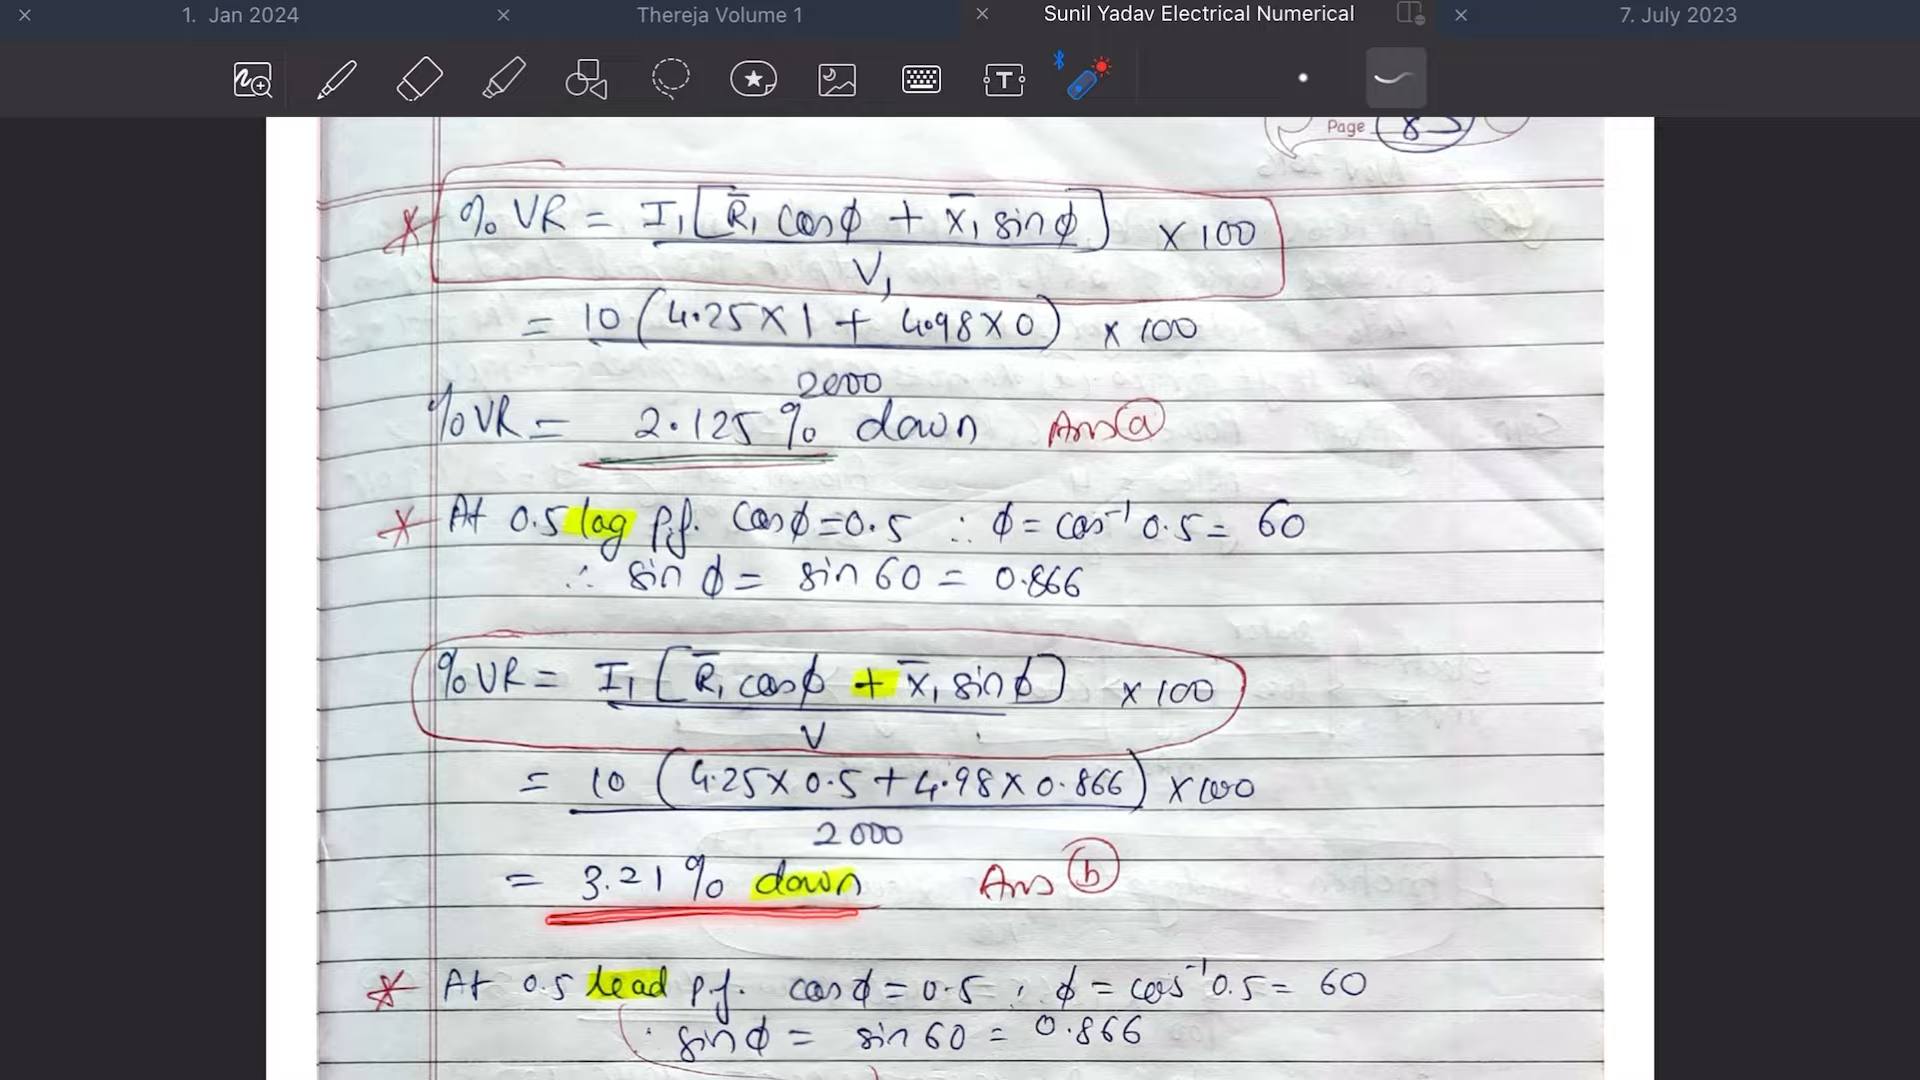 1. Jan 2024
Thereja Volume 1
Sunil Yadav Electrical Numerical
7. July 2023
Page 85
% VR = I₁[R̅₁ cosϕ + x̅₁ sinϕ] × 100
V₁
= 10 (4.25×1 + 4.98×0) × 100
2000
% VR = 2.125 % down Ans ⓐ
* At 0.5 lag p.f. cosϕ = 0.5 ∴ ϕ = cos⁻¹ 0.5 = 60
∴ sin ϕ = sin 60 = 0.866
% VR = I₁ [R̅₁ cosϕ + x̅₁ sinϕ] × 100
V
= 10 (4.25×0.5 + 4.98×0.866) × 100
2000
= 3.21 % down Ans ⓑ
* At 0.5 lead p.f. cosϕ = 0.5 ; ϕ = cos⁻¹ 0.5 = 60
sinϕ = sin 60 = 0.866